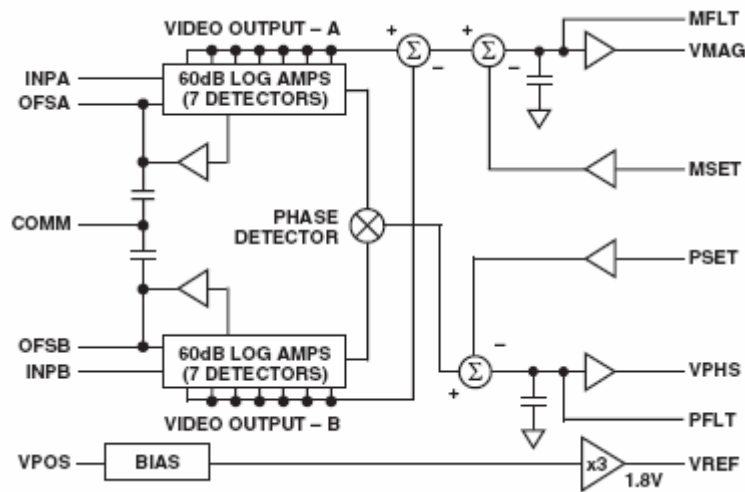 VIDEO OUTPUT – A
MFLT
+
+
Σ
Σ
–
–
VMAG
INPA
60dB LOG AMPS
(7 DETECTORS)
OFSA
MSET
COMM
PHASE
DETECTOR
PSET
–
OFSB
60dB LOG AMPS
(7 DETECTORS)
INPB
Σ
+
VPHS
VIDEO OUTPUT – B
PFLT
VPOS
BIAS
x3
VREF
1.8V